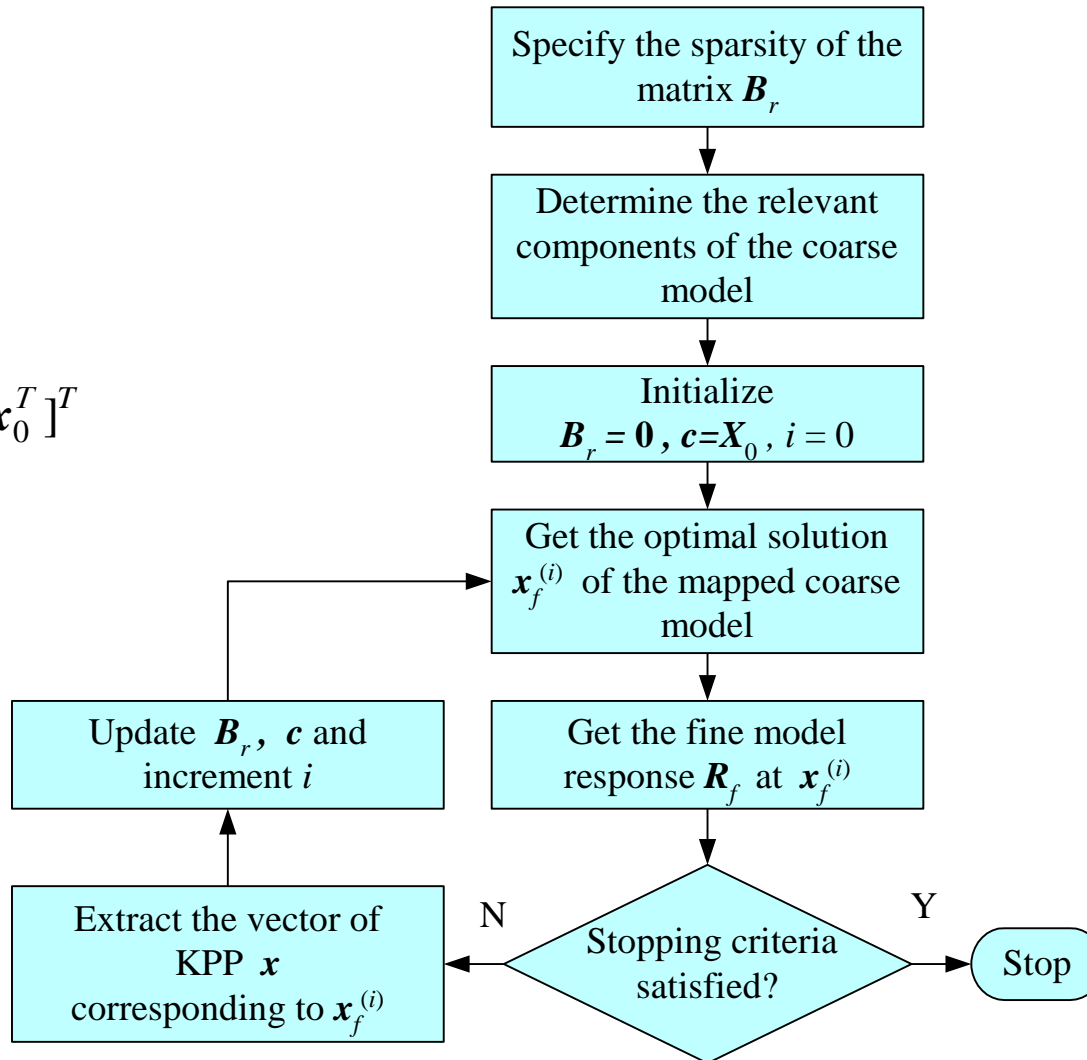 Specify the sparsity of the
matrix B_r
Determine the relevant
components of the coarse
model
x_0^T ]^T
Initialize
B_r = 0 , c=X_0 , i = 0
Get the optimal solution
x_f^(i) of the mapped coarse
model
Update B_r, c and
increment i
Get the fine model
response R_f at x_f^(i)
Extract the vector of
KPP x
corresponding to x_f^(i)
N
Stopping criteria
satisfied?
Y
Stop